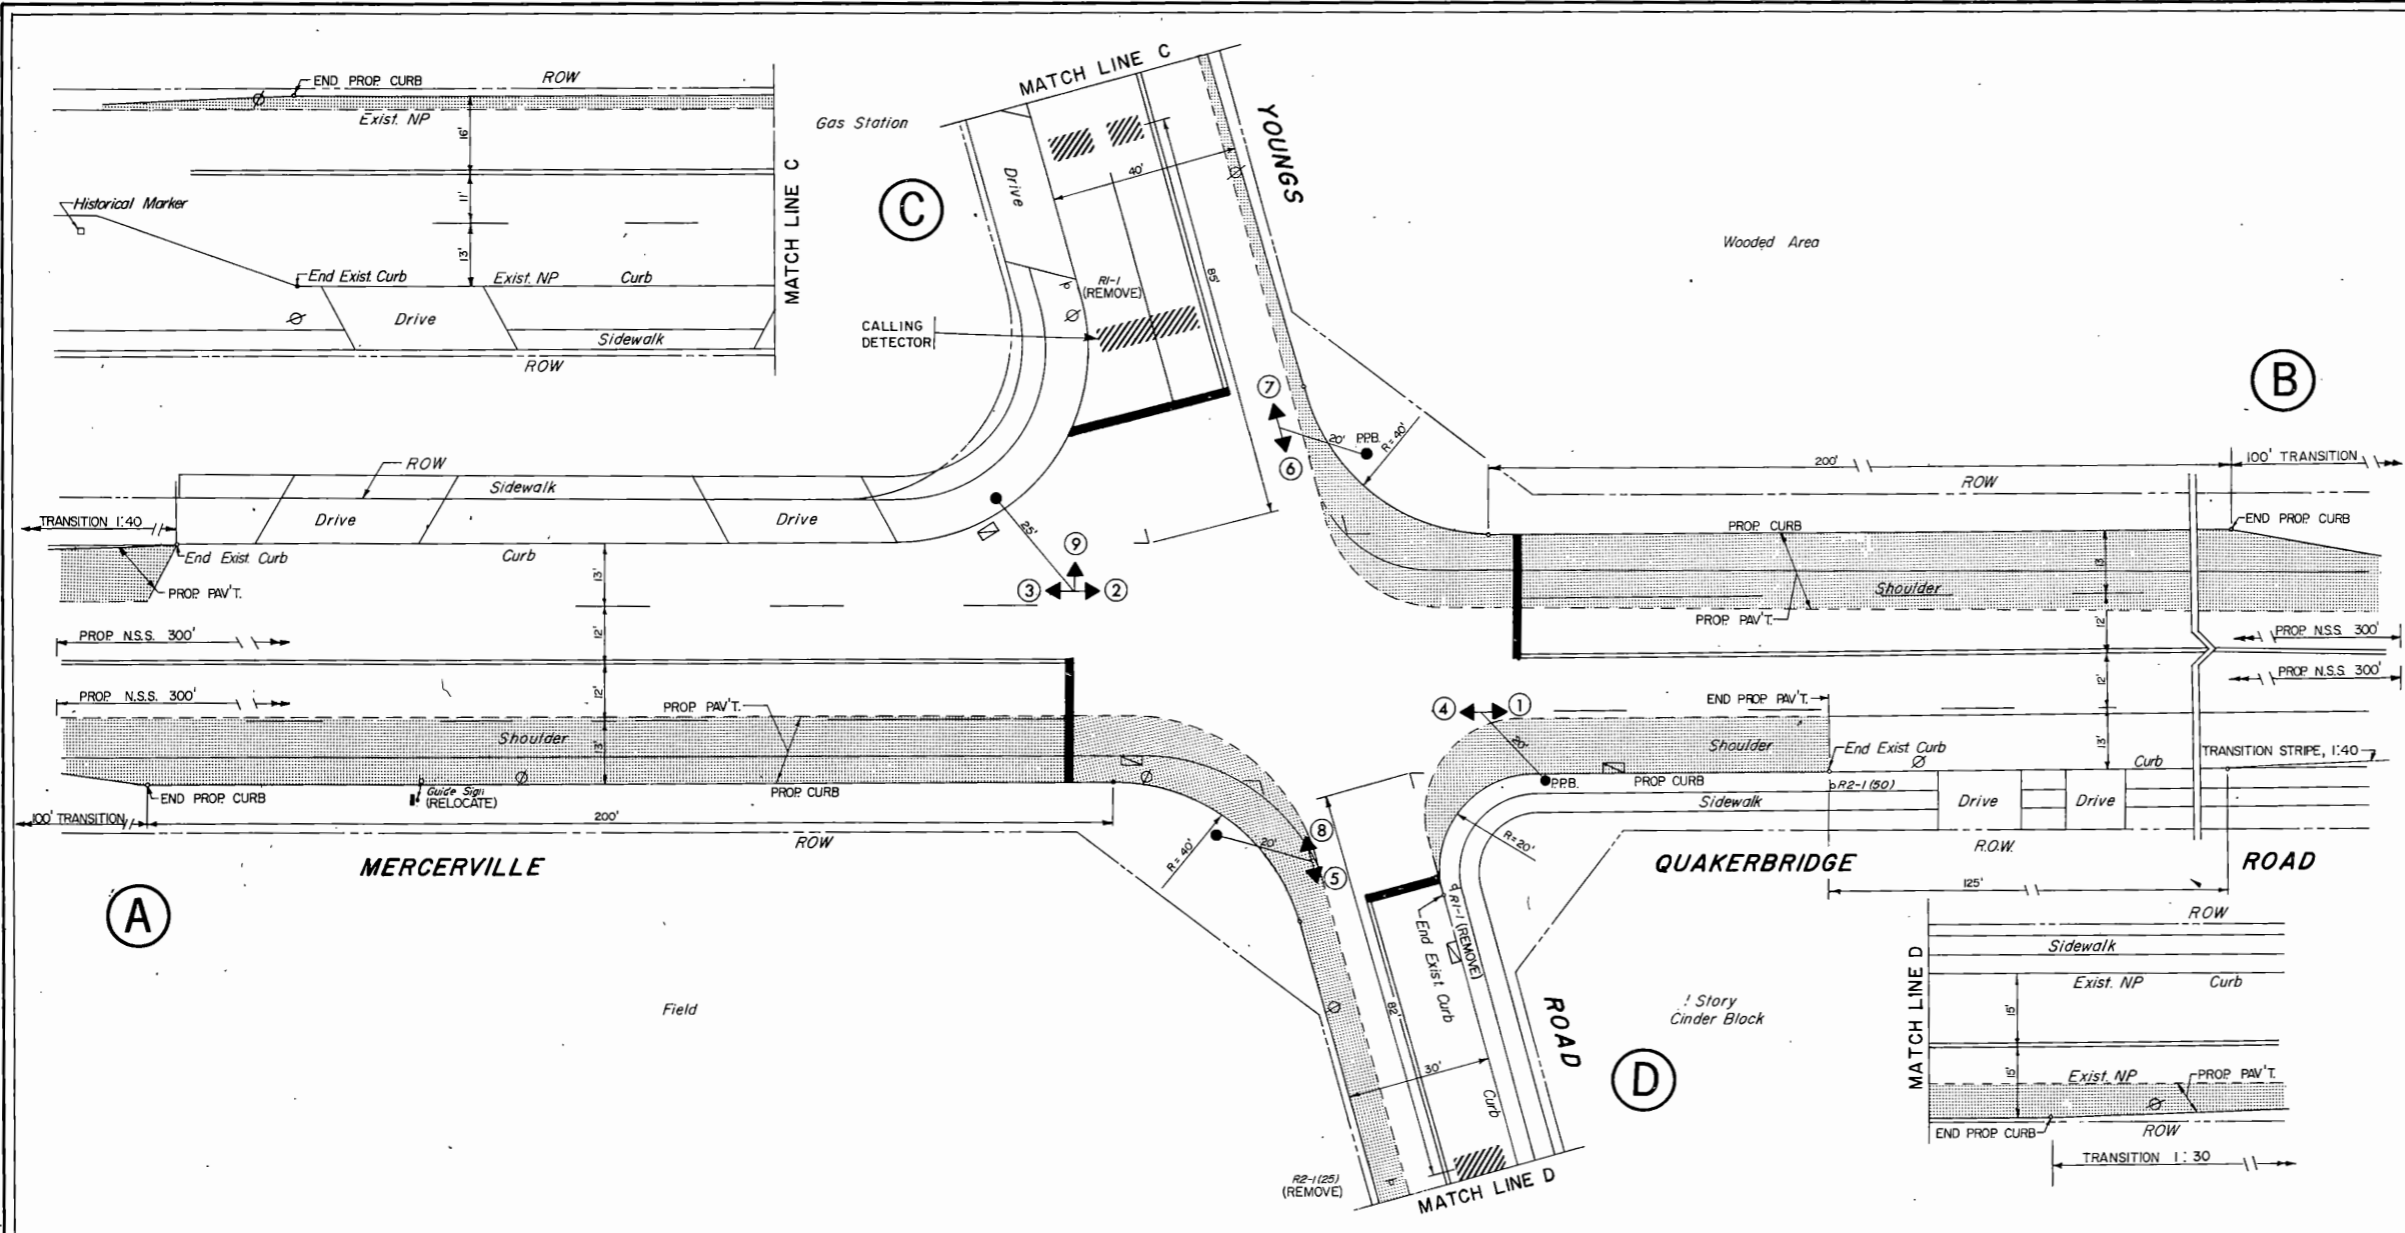 END PROP. CURB
ROW
Exist. NP
16'
11'
13'
Historical Marker
End Exist. Curb
Exist. NP
Curb
Drive
Sidewalk
ROW
MATCH LINE C
Gas Station
C
MATCH LINE C
YOUNGS
Drive
40'
85'
R1-1
(REMOVE)
CALLING
DETECTOR
Wooded Area
B
7
6
20'
P.P.B.
R=40'
200'
100' TRANSITION
ROW
END PROP. CURB
PROP. CURB
13'
Shoulder
PROP. PAV'T.
12'
PROP. N.S.S. 300'
PROP. N.S.S. 300'
12'
13'
ROW
Sidewalk
Drive
Drive
TRANSITION 1:40
End Exist. Curb
Curb
PROP. PAV'T.
25'
9
3
2
13'
12'
PROP. N.S.S. 300'
PROP. N.S.S. 300'
12'
13'
PROP. PAV'T.
Shoulder
END PROP. CURB
Guide Sign
(RELOCATE)
PROP. CURB
100' TRANSITION
200'
ROW
MERCERVILLE
A
Field
R=40'
20'
8
5
4
1
20'
P.P.B.
END PROP. PAV'T.
Shoulder
PROP. CURB
End Exist. Curb
R2-1(50)
Sidewalk
Drive
Drive
Curb
TRANSITION STRIPE, 1:40
R=20'
R.O.W.
QUAKERBRIDGE
ROAD
125'
R1-1 (REMOVE)
End Exist. Curb
82'
30'
Curb
ROAD
D
1 Story
Cinder Block
R2-1(25)
(REMOVE)
MATCH LINE D
MATCH LINE D
ROW
Sidewalk
Exist. NP
Curb
15'
15'
Exist. NP
PROP. PAV'T.
END PROP. CURB
ROW
TRANSITION 1:30